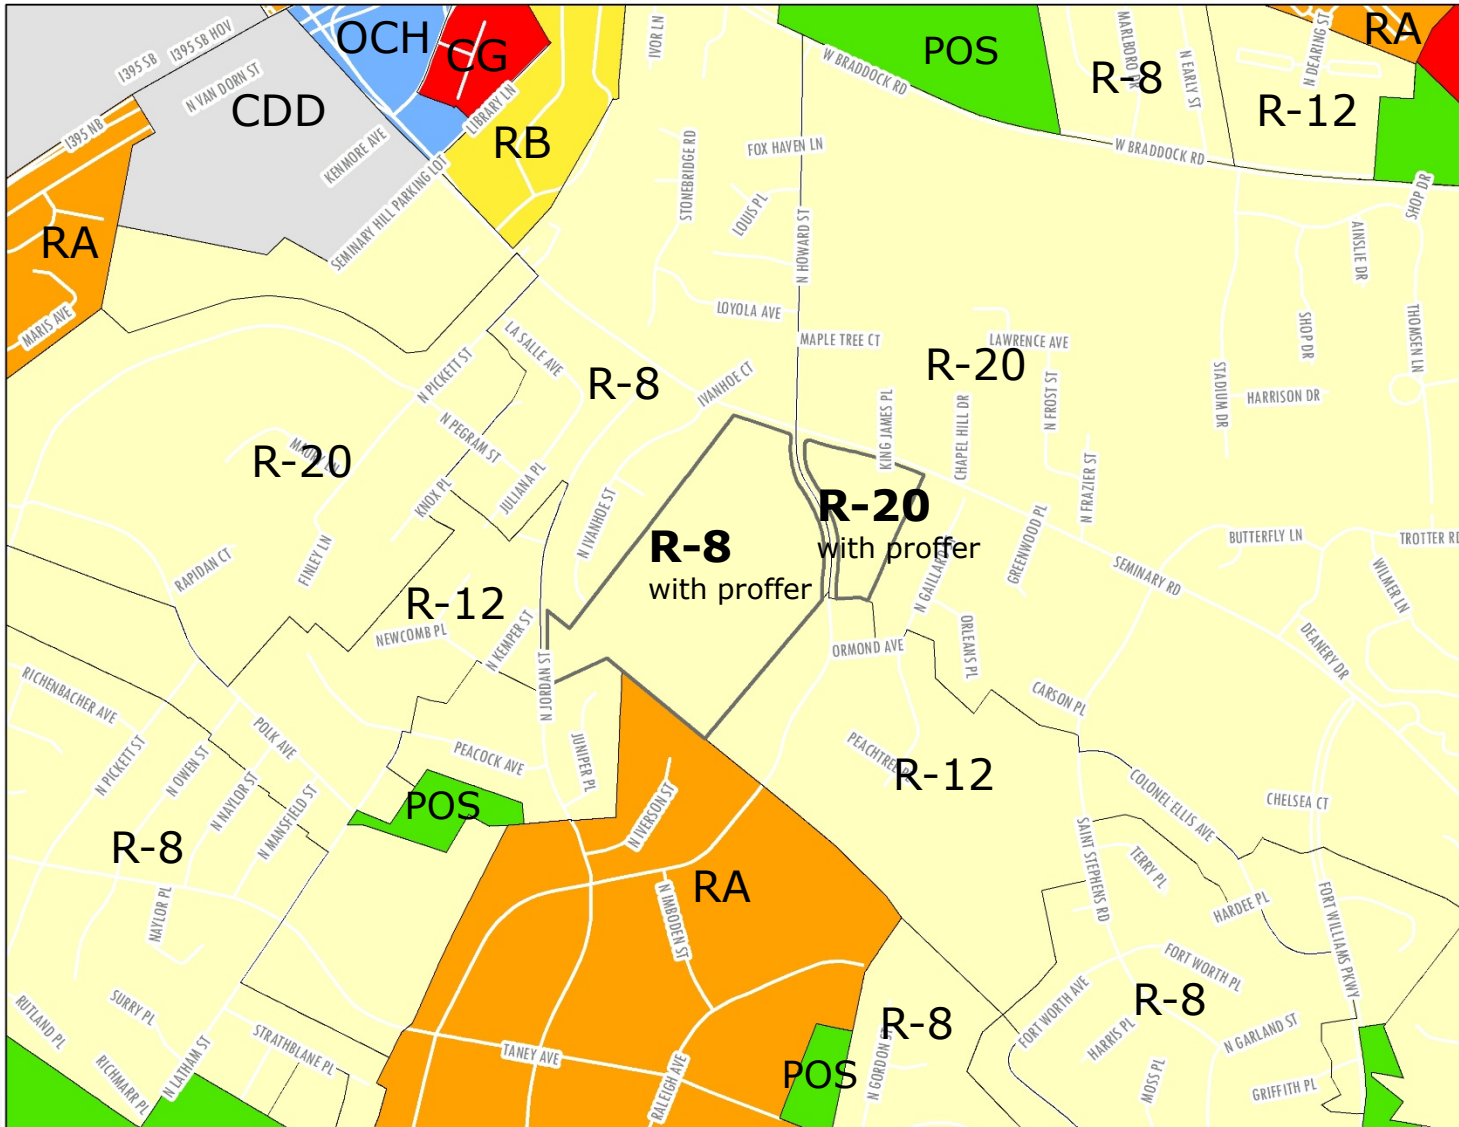 I395 SB
I395 SB HOV
OCH
CG
IVOR LN
POS
MARLBORO DR
N EARLY ST
N DEARING ST
RA
W BRADDOCK RD
R-8
R-12
N VAN DORN ST
CDD
LIBRARY LN
RB
I395 NB
KENMORE AVE
SEMINARY HILL PARKING LOT
FOX HAVEN LN
W BRADDOCK RD
STONEBRIDGE RD
LOUIS PL
N HOWARD ST
SHOP DR
AINSLIE DR
RA
MARIS AVE
LOYOLA AVE
MAPLE TREE CT
LAWRENCE AVE
R-20
SHOP DR
THOMSEN LN
LA SALLE AVE
N PICKETT ST
R-8
IVANHOE CT
N FROST ST
STADIUM DR
HARRISON DR
KING JAMES PL
CHAPEL HILL DR
N PEGRAM ST
MAURY LN
R-20
KNOX PL
JULIANA PL
N IVANHOE ST
N FRAZIER ST
R-8
with proffer
R-20
with proffer
N GAILLARD ST
GREENWOOD PL
SEMINARY RD
BUTTERFLY LN
TROTTER RD
FINLEY LN
RAPIDAN CT
WILMER LN
R-12
NEWCOMB PL
N KEMPER ST
N JORDAN ST
ORMOND AVE
ORLEANS PL
DEANERY DR
RICHENBACHER AVE
CARSON PL
POLK AVE
PEACOCK AVE
JUNIPER PL
PEACHTREE PL
R-12
N PICKETT ST
N OWEN ST
N NAYLOR ST
N MANSFIELD ST
POS
N IVERSON ST
COLONEL ELLIS AVE
CHELSEA CT
R-8
SAINT STEPHENS RD
TERRY PL
RA
NAYLOR PL
N IMBODEN ST
HARDEE PL
FORT WILLIAMS PKWY
FORT WORTH PL
FORT WORTH AVE
R-8
RUTLAND PL
SURRY PL
HARRIS PL
N GARLAND ST
R-8
STRATHBLANE PL
N LATHAM ST
TANEY AVE
RALEIGH AVE
POS
N GORDON ST
RICHMARR PL
MOSS PL
GRIFFITH PL